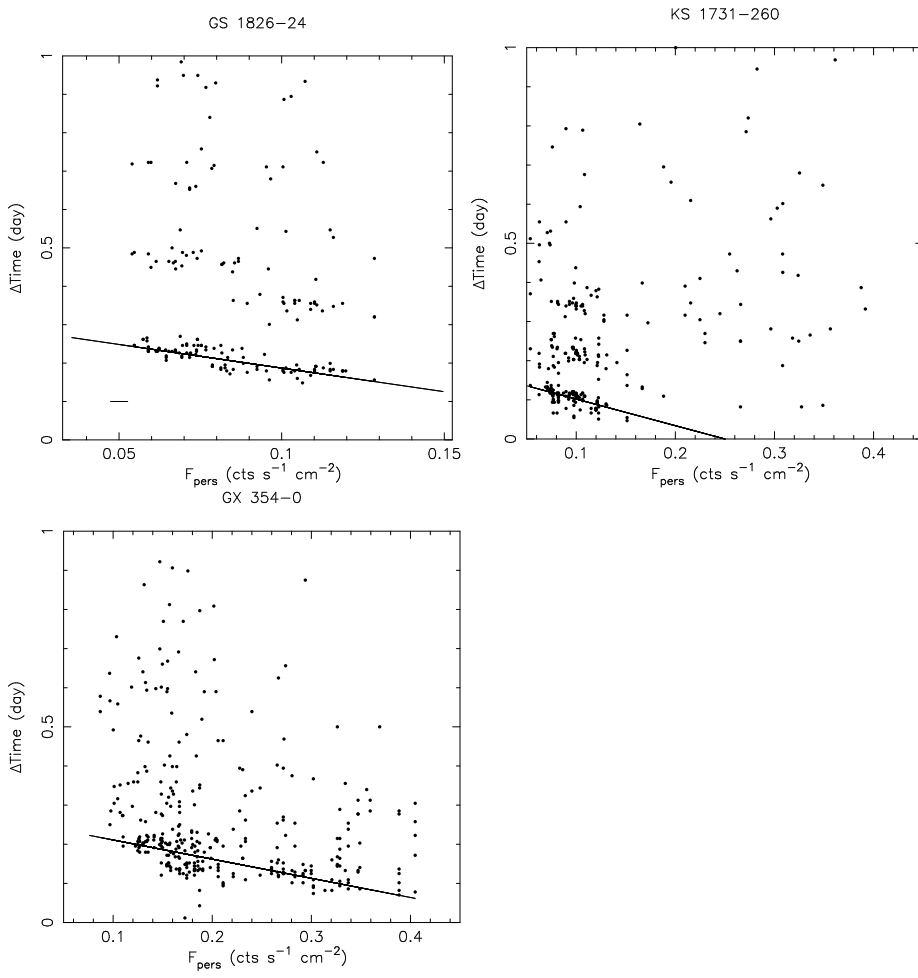 GS 1826−24
1
0.5
0
ΔTime (day)
0.05 0.1 0.15
F_pers (cts s⁻¹ cm⁻²)
KS 1731−260
1
0.5
0
ΔTime (day)
0.1 0.2 0.3 0.4
F_pers (cts s⁻¹ cm⁻²)
GX 354−0
1
0.5
0
ΔTime (day)
0.1 0.2 0.3 0.4
F_pers (cts s⁻¹ cm⁻²)